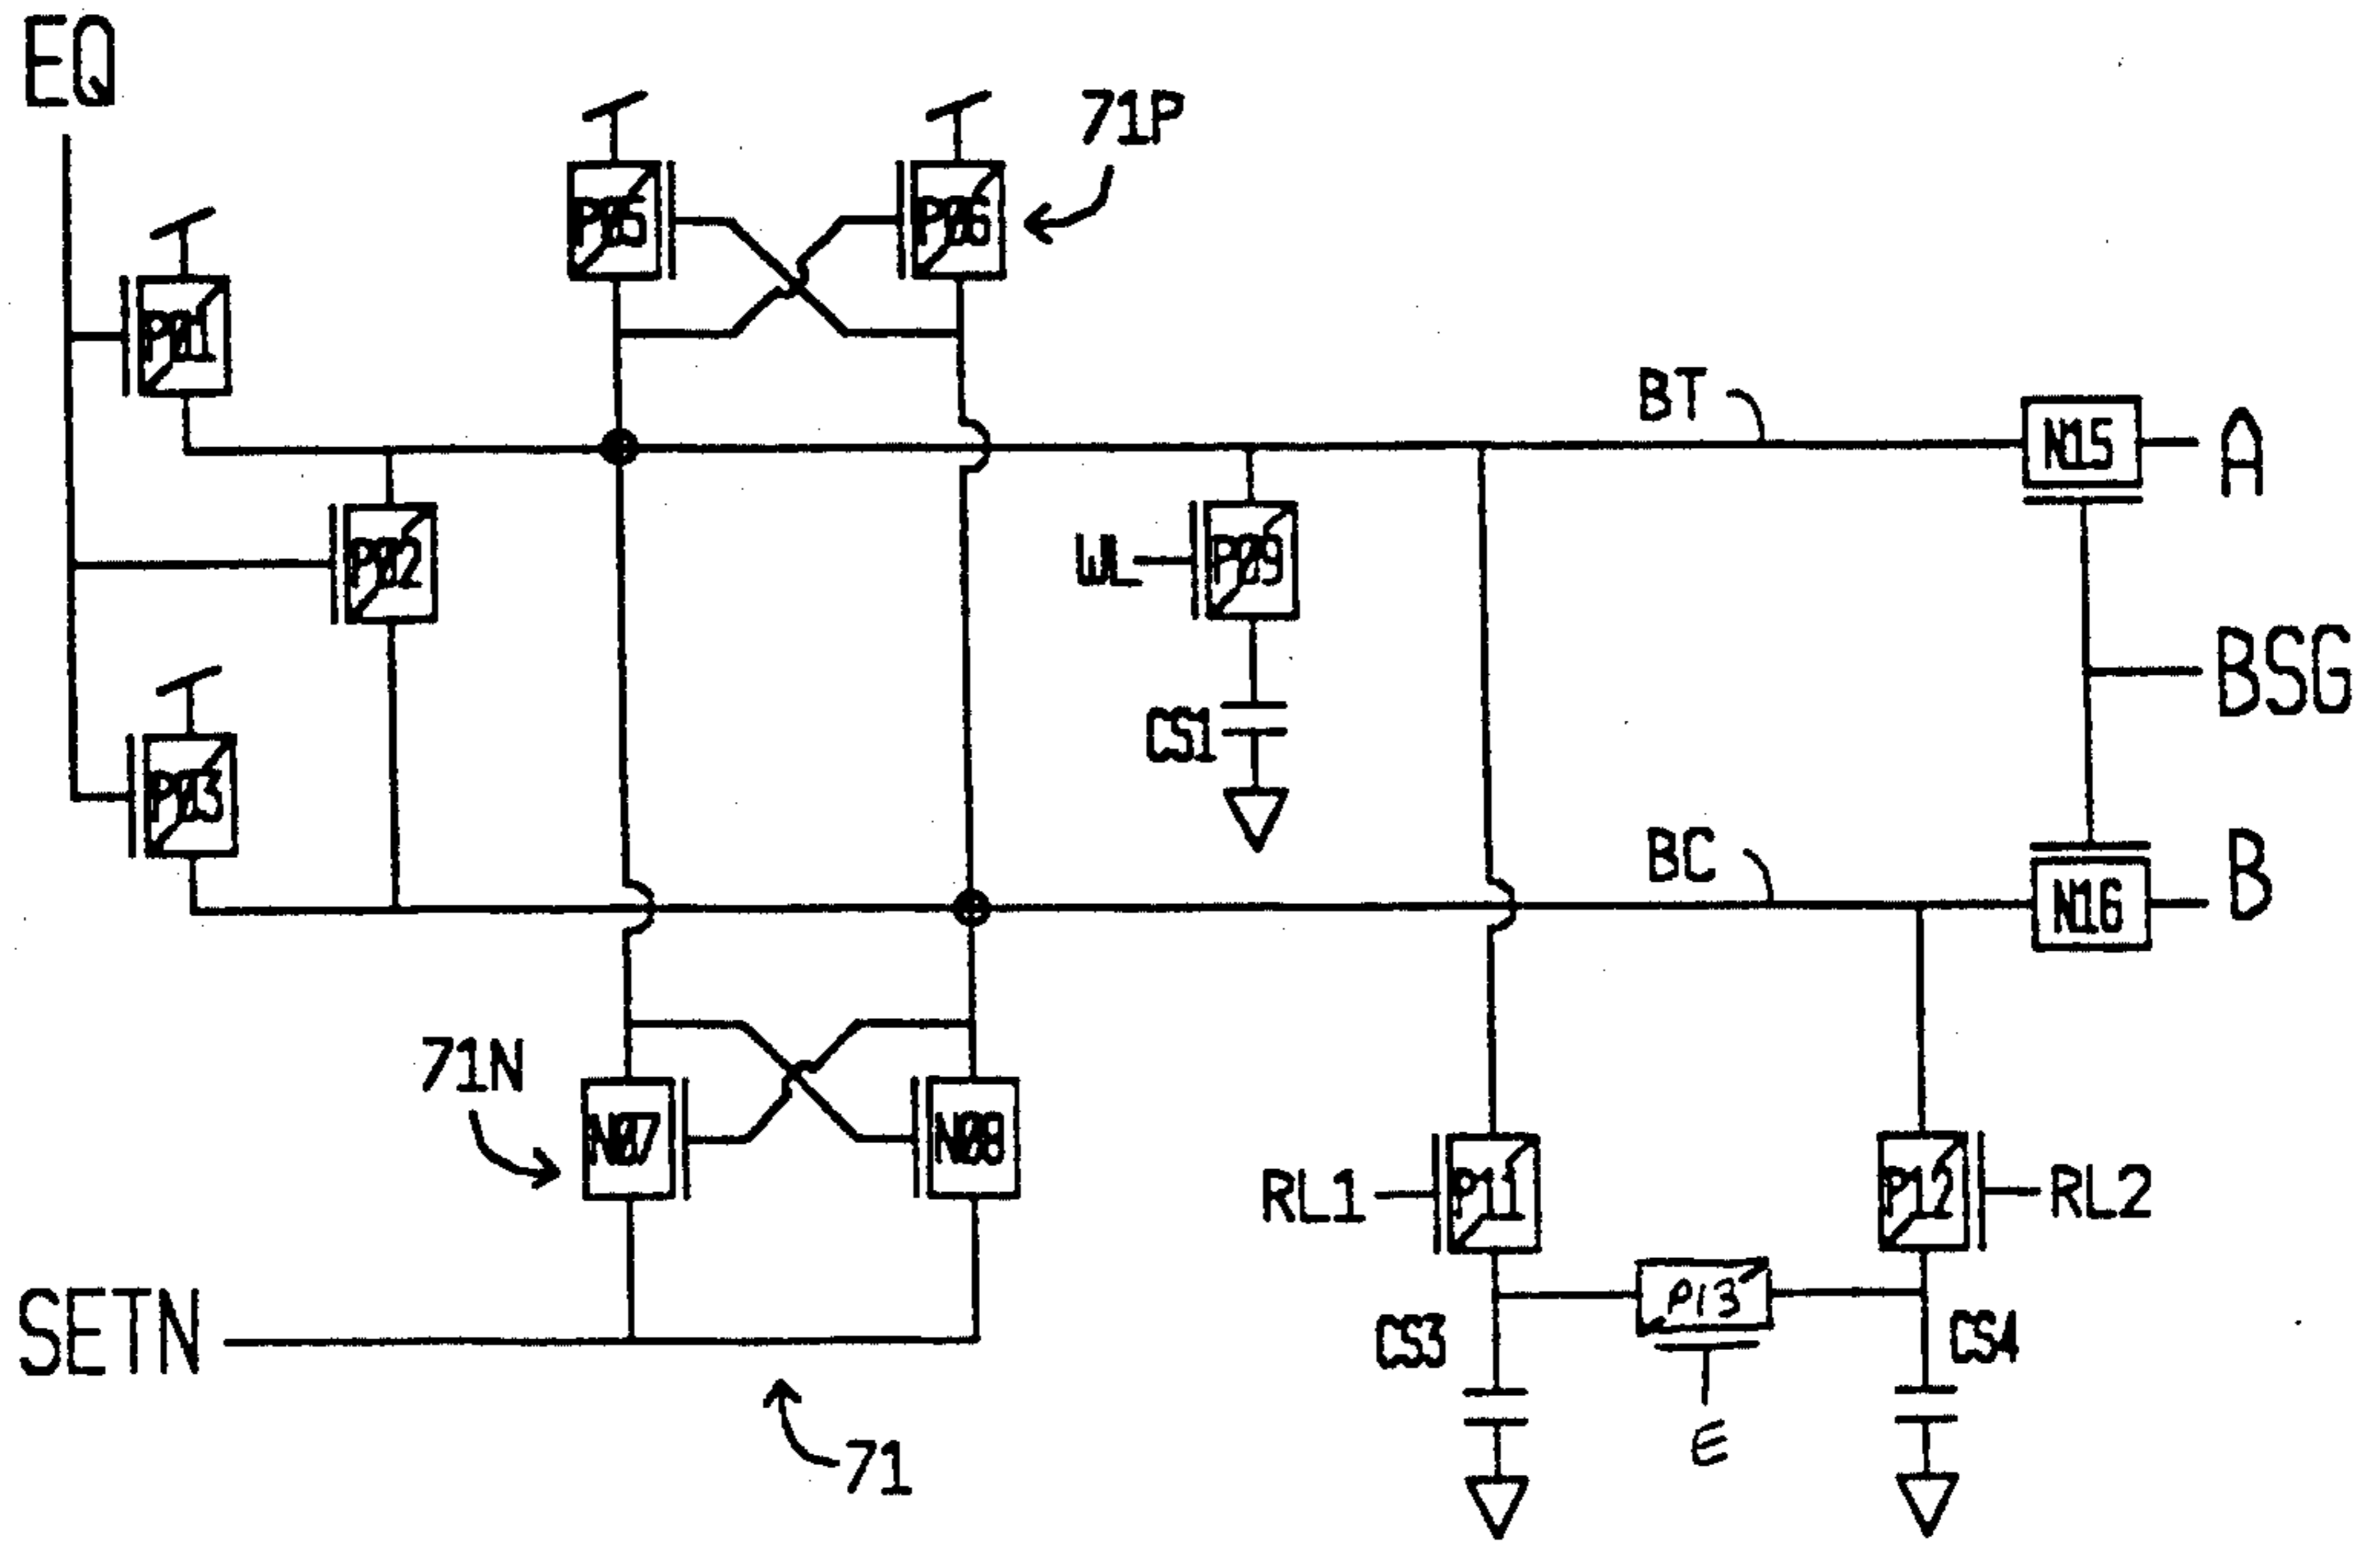 EQ
71P
P05
P06
P01
BT
N15
A
P02
WL
P09
BSG
CS1
P03
BC
N16
B
71N
N07
N08
RL1
P11
P12
RL2
P13
SETN
CS3
CS4
E
71